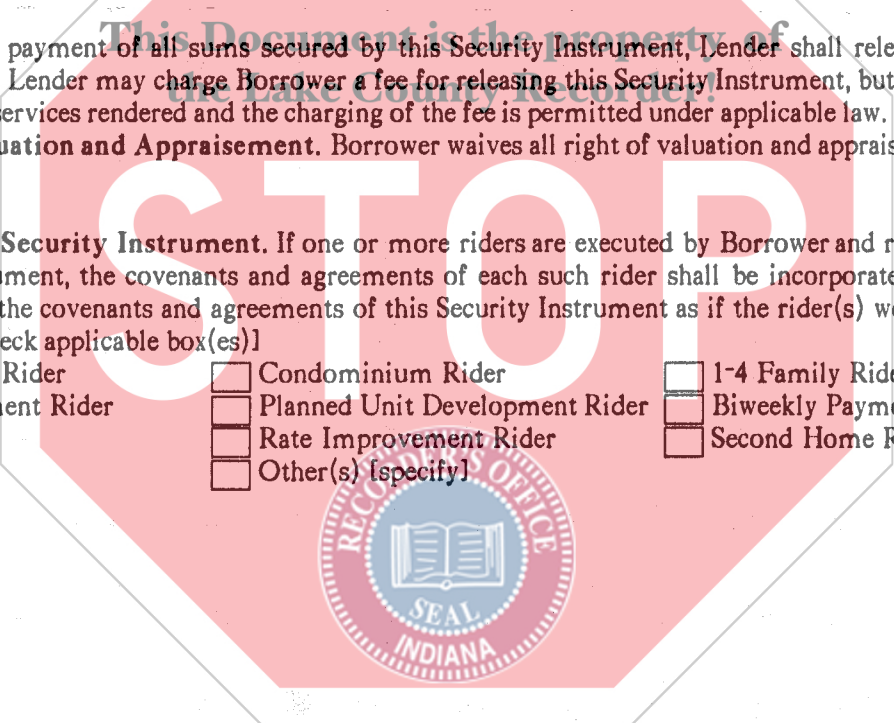 This Document is the property of
the Lake County Recorder!
payment of all sums secured by this Security Instrument, Lender shall rele
Lender may charge Borrower a fee for releasing this Security Instrument, but
ervices rendered and the charging of the fee is permitted under applicable law.
uation and Appraisement. Borrower waives all right of valuation and apprais
STOP
Security Instrument. If one or more riders are executed by Borrower and r
ument, the covenants and agreements of each such rider shall be incorporate
the covenants and agreements of this Security Instrument as if the rider(s) we
eck applicable box(es)]
Rider Condominium Rider 1-4 Family Ride
ent Rider Planned Unit Development Rider Biweekly Payme
Rate Improvement Rider Second Home R
Other(s) [specify]
RECORDER'S OFFICE
SEAL
INDIANA